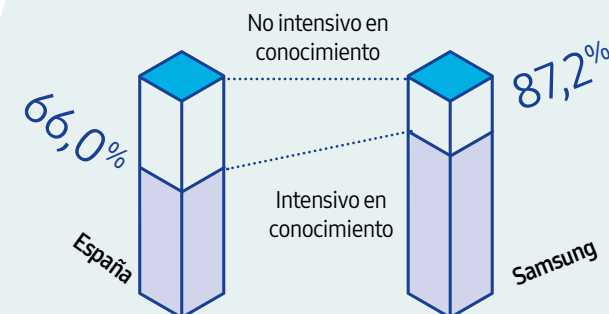 No intensivo en
conocimiento
66,0%
87,2%
Intensivo en
conocimiento
España
Samsung